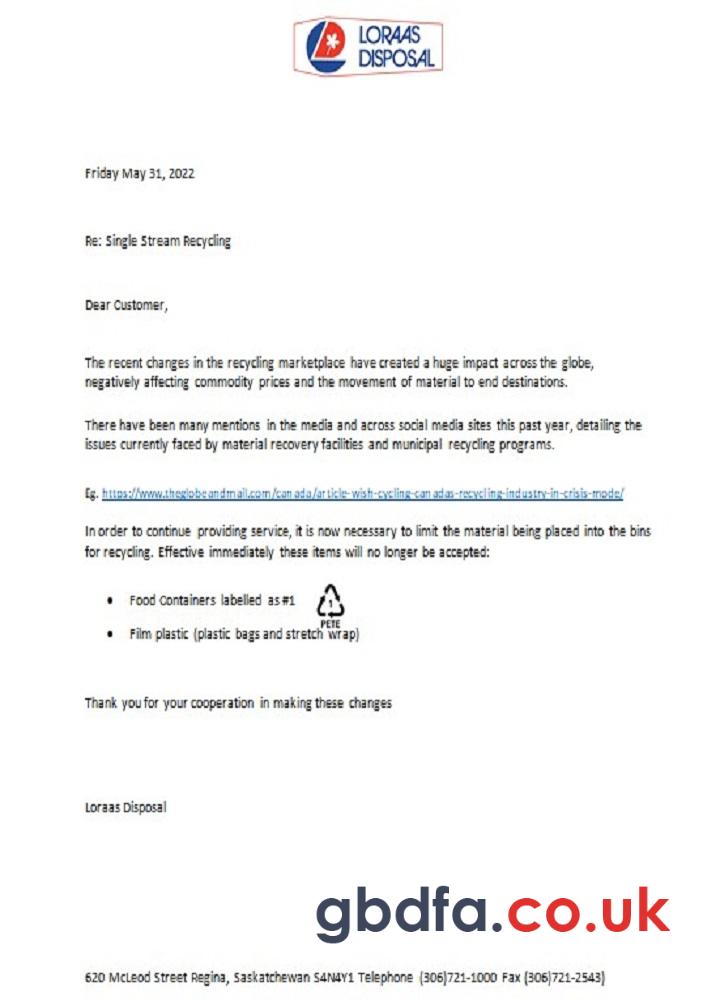 LORAAS
DISPOSAL
Friday May 31, 2022
Re: Single Stream Recycling
Dear Customer,
The recent changes in the recycling marketplace have created a huge impact across the globe,
negatively affecting commodity prices and the movement of material to end destinations.
There have been many mentions in the media and across social media sites this past year, detailing the
issues currently faced by material recovery facilities and municipal recycling programs.
Eg. https://www.theglobeandmail.com/canada/article-wish-cycling-canadas-recycling-industry-in-crisis-mode/
In order to continue providing service, it is now necessary to limit the material being placed into the bins
for recycling. Effective immediately these items will no longer be accepted:
• Food Containers labelled as #1
1
PETE
• Film plastic (plastic bags and stretch wrap)
Thank you for your cooperation in making these changes
Loraas Disposal
gbdfa.co.uk
620 McLeod Street Regina, Saskatchewan S4N4Y1 Telephone (306)721-1000 Fax (306)721-2543)